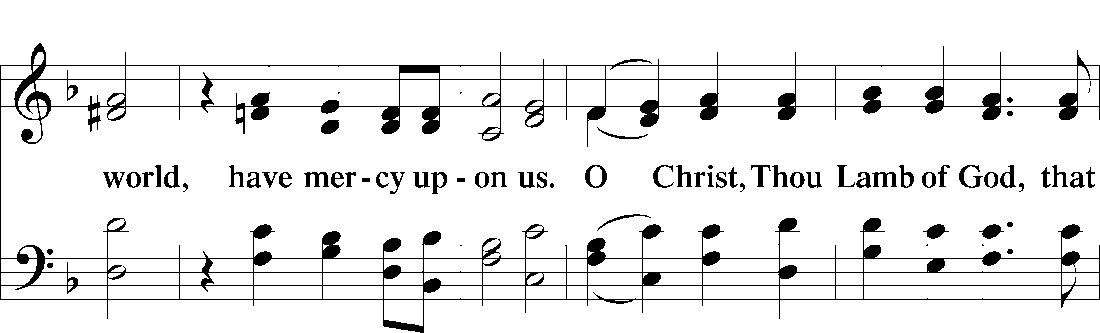 world, have mer - cy up - on us. O Christ, Thou Lamb of God, that